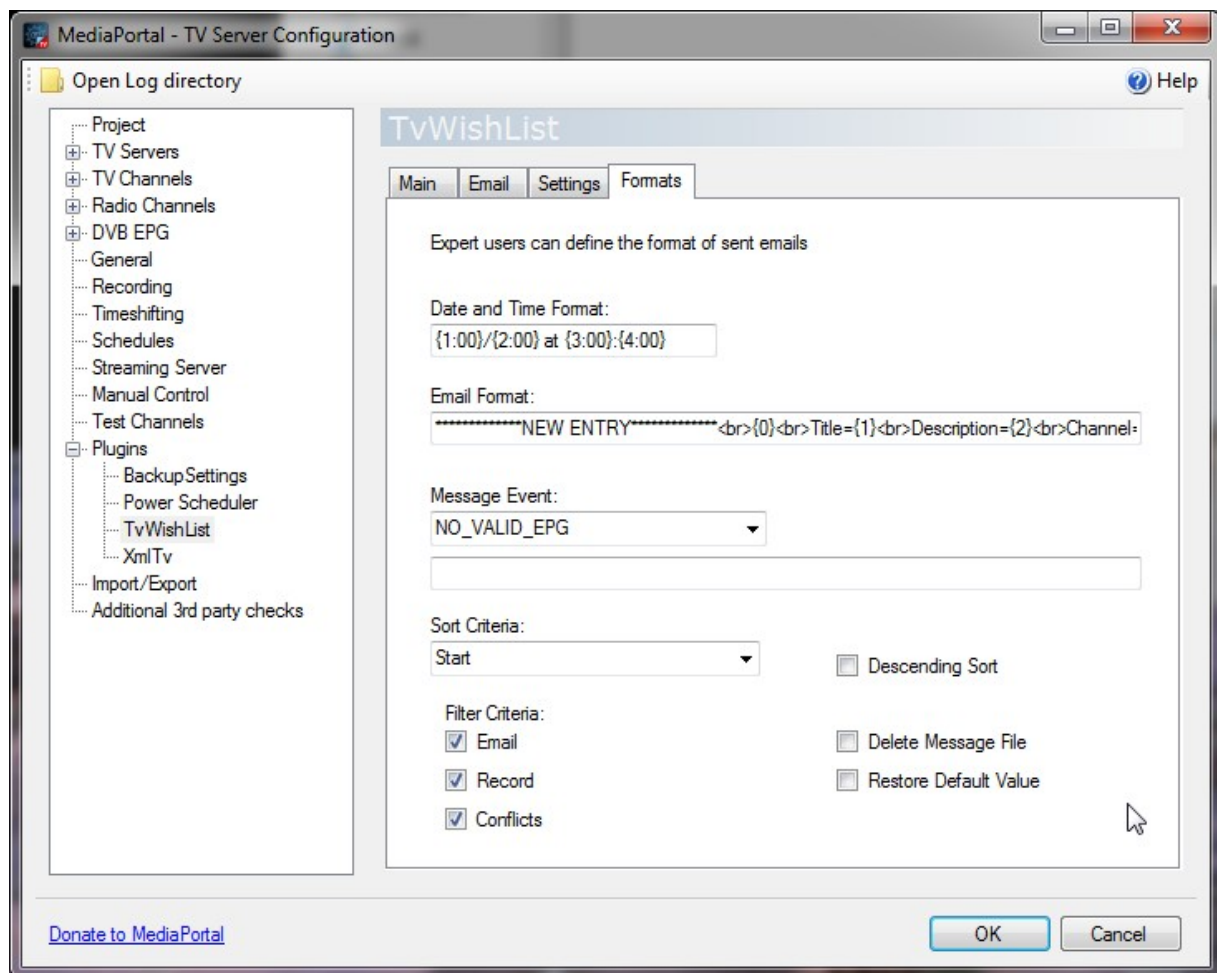 MediaPortal - TV Server Configuration
Open Log directory
Help
Project
TV Servers
TV Channels
Radio Channels
DVB EPG
General
Recording
Timeshifting
Schedules
Streaming Server
Manual Control
Test Channels
Plugins
BackupSettings
Power Scheduler
TvWishList
XmlTv
Import/Export
Additional 3rd party checks
TvWishList
Main Email Settings Formats
Expert users can define the format of sent emails
Date and Time Format:
{1:00}/{2:00} at {3:00}:{4:00}
Email Format:
**************NEW ENTRY**************<br>{0}<br>Title={1}<br>Description={2}<br>Channel=
Message Event:
NO_VALID_EPG
Sort Criteria:
Start
Descending Sort
Filter Criteria:
Email
Delete Message File
Record
Restore Default Value
Conflicts
Donate to MediaPortal
OK
Cancel